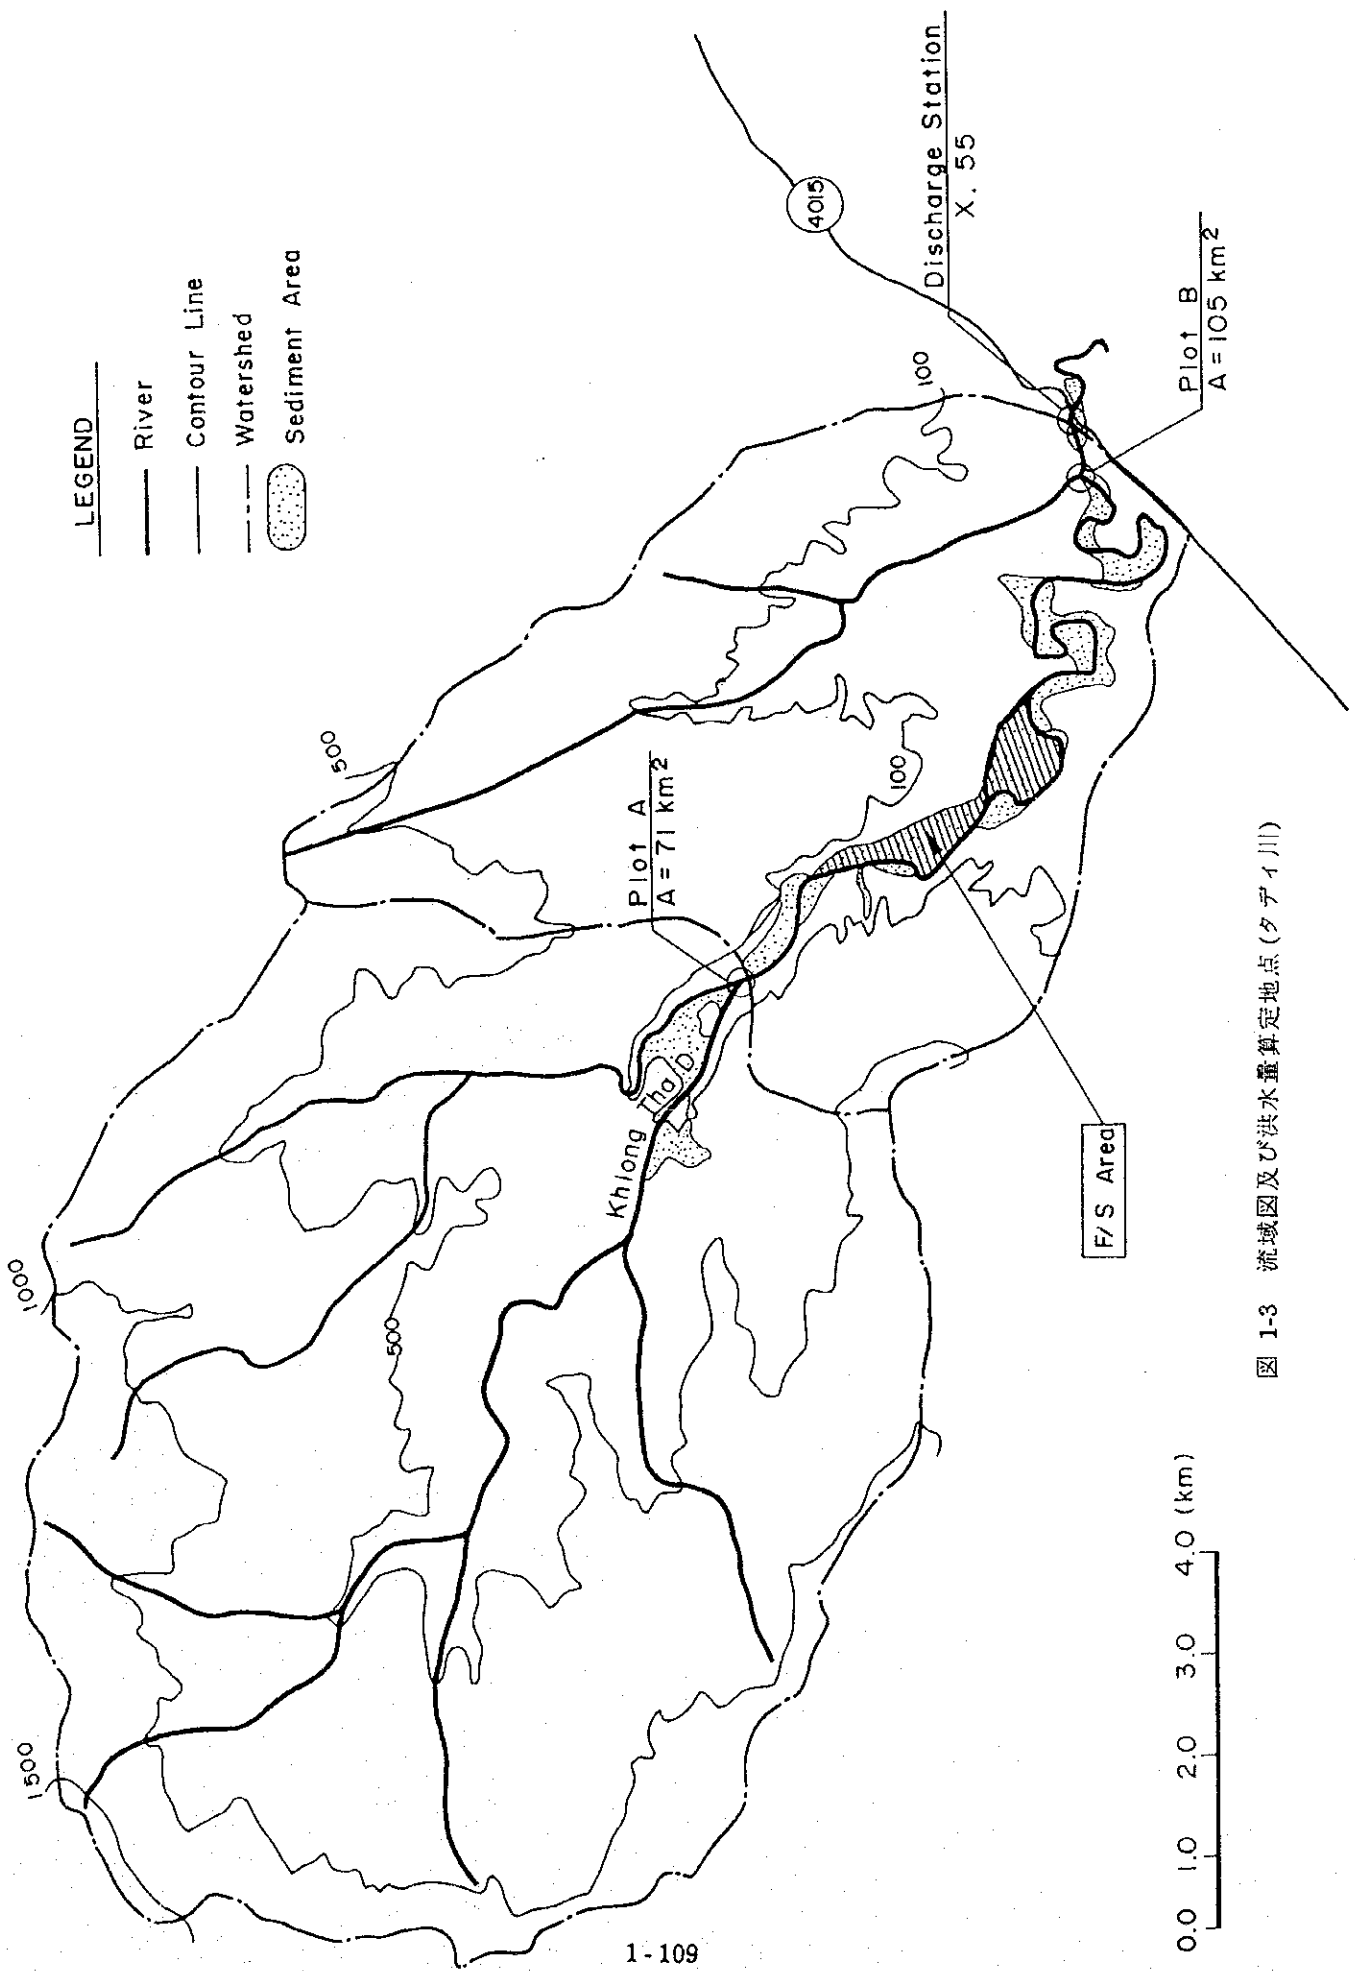 LEGEND
River
Contour Line
Watershed
Sediment Area
1500
1000
500
500
100
100
4015
Discharge Station
X. 55
Plot A
A = 71 km²
Plot B
A = 105 km²
Khlong Tha Di
F/S Area
0.0 1.0 2.0 3.0 4.0 (km)
図 1-3 流域図及び洪水量算定地点(タディ川)
1-109